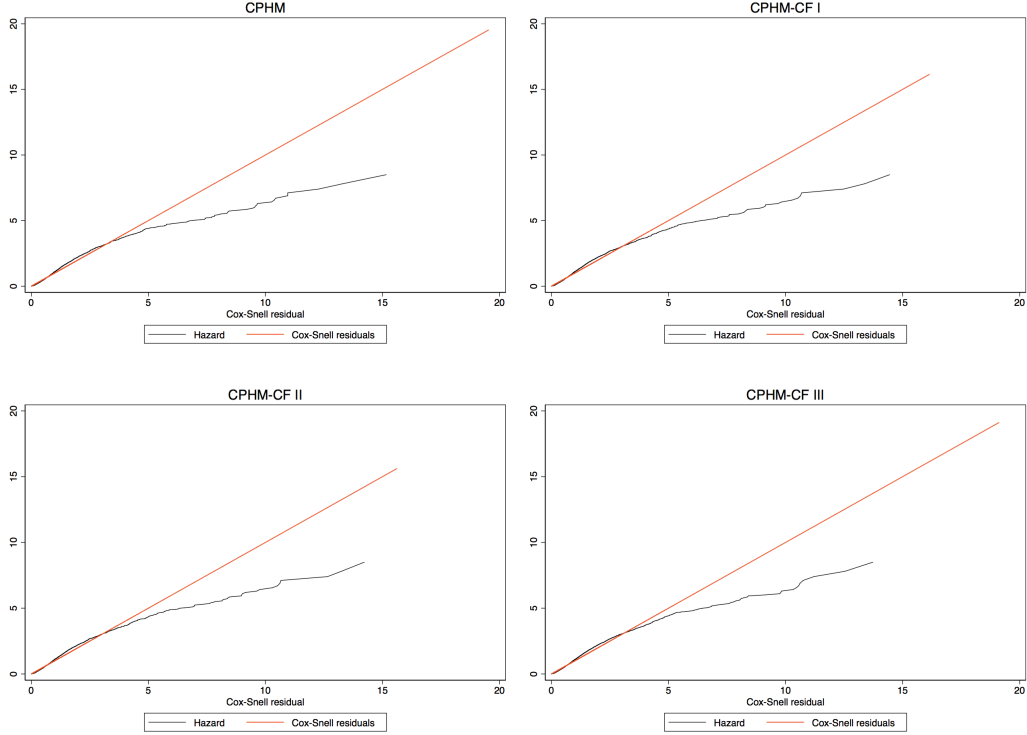 CPHM
20
15
10
5
0
0 5 10 15 20
Cox-Snell residual
Hazard Cox-Snell residuals
CPHM-CF I
20
15
10
5
0
0 5 10 15 20
Cox-Snell residual
Hazard Cox-Snell residuals
CPHM-CF II
20
15
10
5
0
0 5 10 15 20
Cox-Snell residual
Hazard Cox-Snell residuals
CPHM-CF III
20
15
10
5
0
0 5 10 15 20
Cox-Snell residual
Hazard Cox-Snell residuals